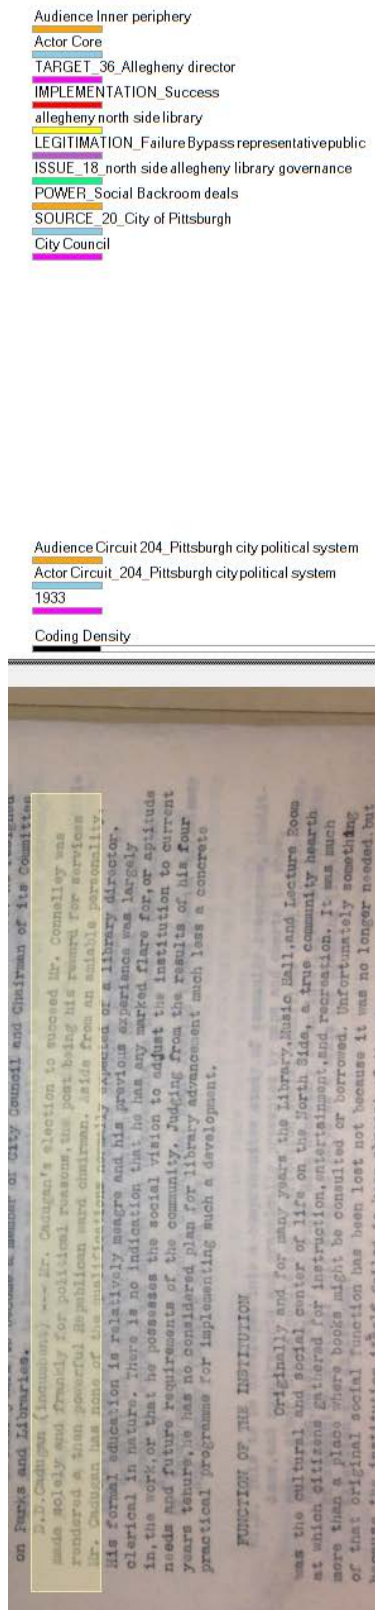 Audience Inner periphery
Actor Core
TARGET_36_Allegheny director
IMPLEMENTATION_Success
allegheny north side library
LEGITIMATION_Failure Bypass representative public
ISSUE_18_north side allegheny library governance
POWER_Social Backroom deals
SOURCE_20_City of Pittsburgh
City Council
Audience Circuit 204_Pittsburgh city political system
Actor Circuit_204_Pittsburgh city political system
1933
Coding Density
City Council and Chairman of its Committee
on Parks and Libraries.
D.D.Cadugan (incumbent) --- Mr. Cadugan's election to succeed Mr. Connelley was
made solely and frankly for political reasons, the post being his reward for services
rendered a then powerful Republican ward chairman. Aside from an amiable personality,
Mr. Cadugan has none of the qualifications normally expected of a library director.
His formal education is relatively meagre and his previous experience was largely
clerical in nature. There is no indication that he has any marked flare for, or aptitude
in, the work, or that he possesses the social vision to adjust the institution to current
needs and future requirements of the community. Judging from the results of his four
years tenure, he has no considered plan for library advancement much less a concrete
practical programme for implementing such a development.
FUNCTION OF THE INSTITUTION
Originally and for many years the Library, Music Hall, and Lecture Room
was the cultural and social center of life on the North Side, a true community hearth
at which citizens gathered for instruction, entertainment, and recreation. It was much
more than a place where books might be consulted or borrowed. Unfortunately something
of that original social function has been lost not because it was no longer needed but